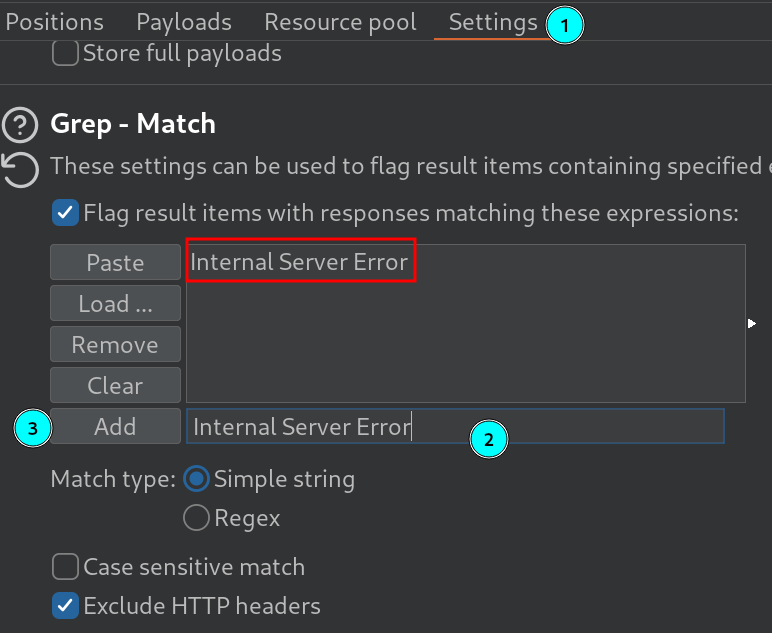 Positions Payloads Resource pool Settings 1
Store full payloads
? Grep - Match
These settings can be used to flag result items containing specified
Flag result items with responses matching these expressions:
Paste Internal Server Error
Load ...
Remove
Clear
3 Add Internal Server Error 2
Match type: Simple string
Regex
Case sensitive match
Exclude HTTP headers